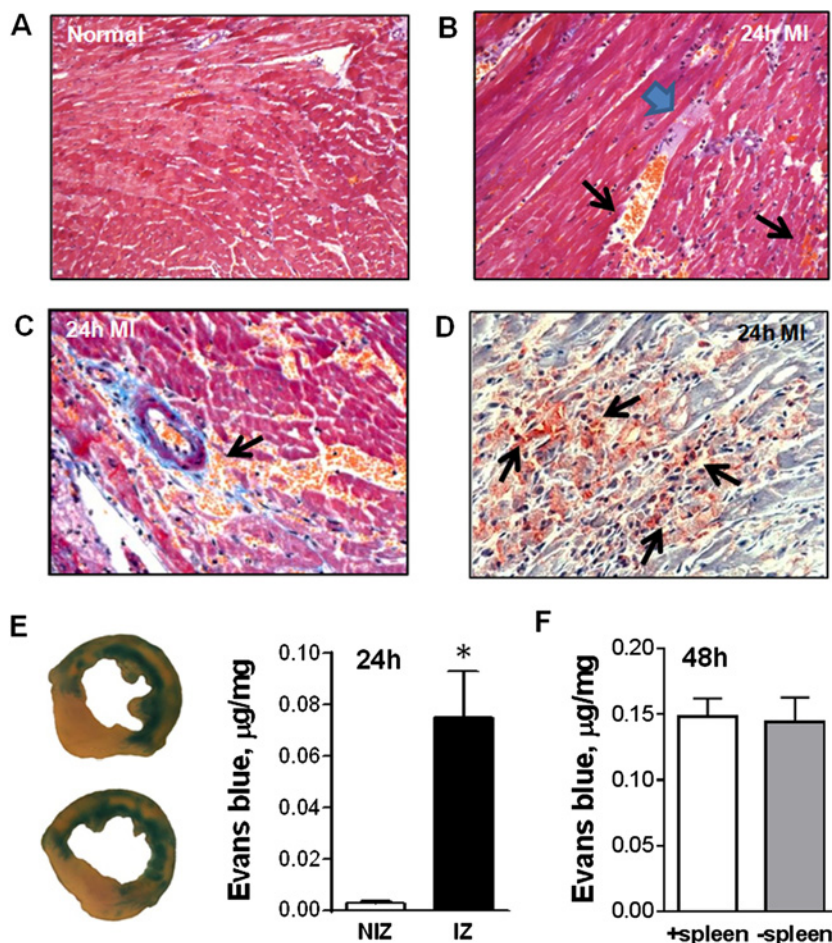 A
Normal
B
24h MI
C
24h MI
D
24h MI
E
Evans blue, µg/mg
0.10
0.08
0.06
0.04
0.02
0.00
24h
*
NIZ
IZ
F
Evans blue, µg/mg
0.20
0.15
0.10
0.05
0.00
48h
+spleen
-spleen